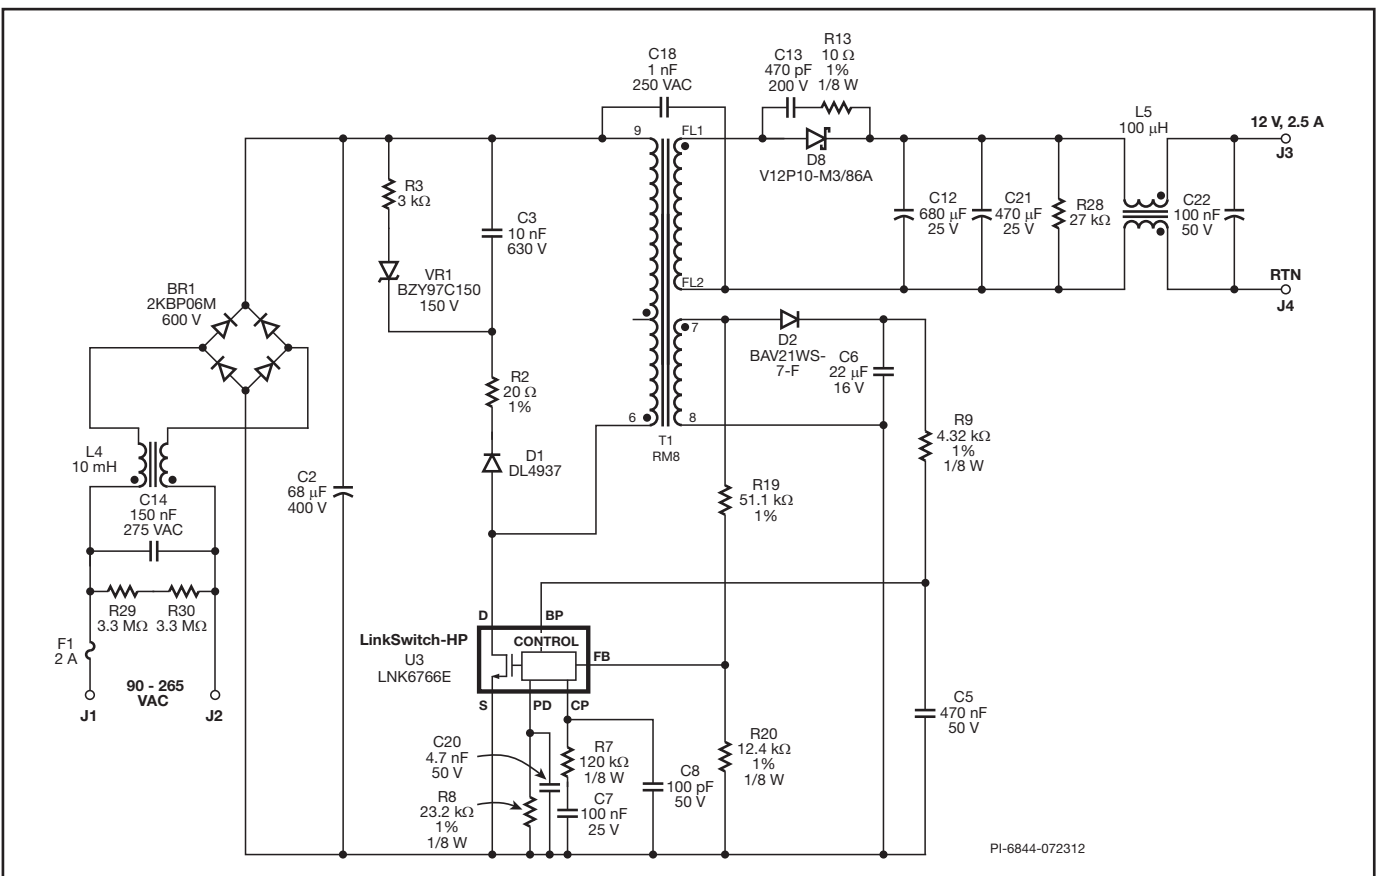 C18
1 nF
250 VAC
C13
470 pF
200 V
R13
10 Ω
1%
1/8 W
D8
V12P10-M3/86A
L5
100 μH
12 V, 2.5 A
J3
9
FL1
R3
3 kΩ
C3
10 nF
630 V
C12
680 μF
25 V
C21
470 μF
25 V
R28
27 kΩ
C22
100 nF
50 V
VR1
BZY97C150
150 V
FL2
RTN
J4
BR1
2KBP06M
600 V
7
D2
BAV21WS-
7-F
C6
22 μF
16 V
R2
20 Ω
1%
6
8
T1
RM8
R9
4.32 kΩ
1%
1/8 W
L4
10 mH
D1
DL4937
C2
68 μF
400 V
R19
51.1 kΩ
1%
C14
150 nF
275 VAC
R29
3.3 MΩ
R30
3.3 MΩ
F1
2 A
90 - 265
VAC
J1
J2
D
BP
LinkSwitch-HP
U3
LNK6766E
CONTROL
FB
S
PD
CP
C20
4.7 nF
50 V
R8
23.2 kΩ
1%
1/8 W
R7
120 kΩ
1/8 W
C7
100 nF
25 V
C8
100 pF
50 V
R20
12.4 kΩ
1%
1/8 W
C5
470 nF
50 V
PI-6844-072312